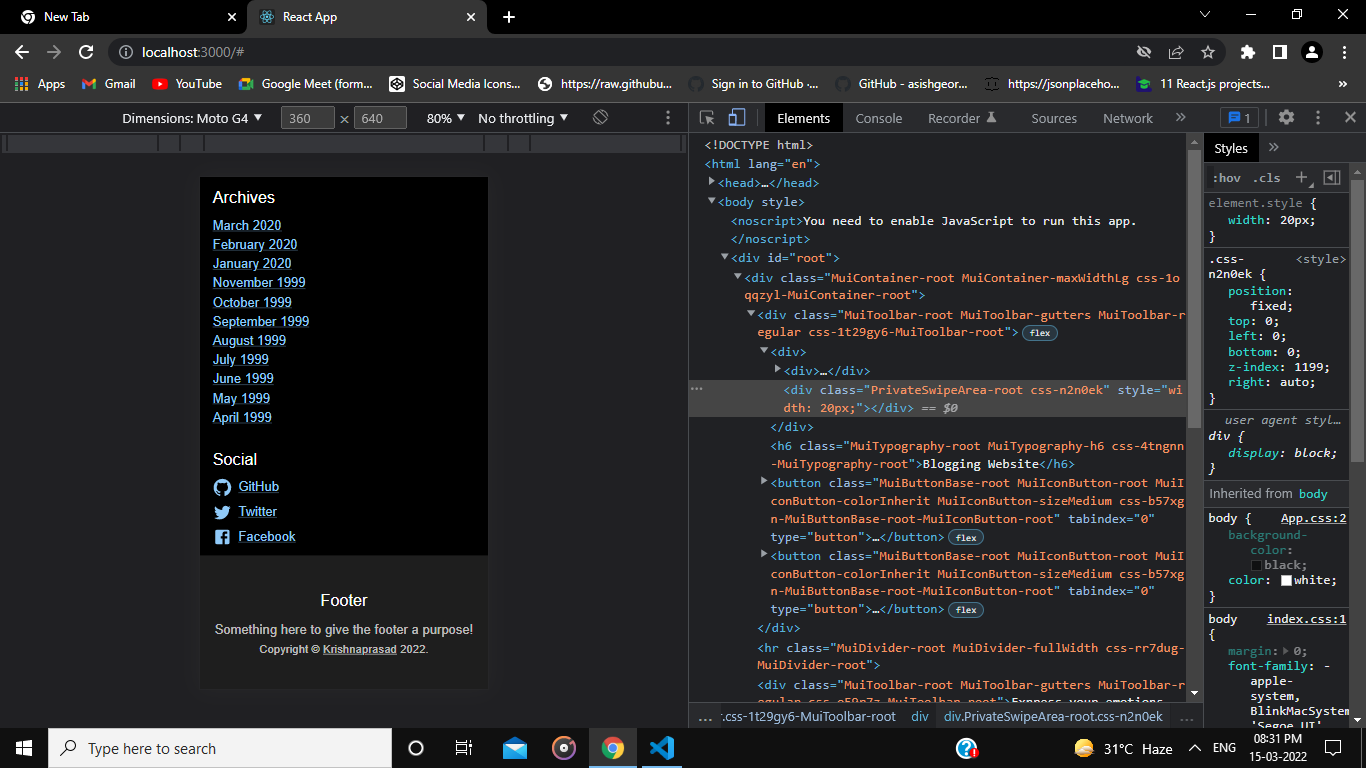 New Tab
React App
localhost:3000/#
Apps
Gmail
YouTube
Google Meet (form...
Social Media Icons...
https://raw.githubu...
Sign in to GitHub ·...
GitHub - asishgeor...
https://jsonplaceho...
11 React.js projects...
»
Dimensions: Moto G4 ▼ 360 × 640 80% ▼ No throttling ▼
Elements Console Recorder Sources Network » 1
Archives
March 2020
February 2020
January 2020
November 1999
October 1999
September 1999
August 1999
July 1999
June 1999
May 1999
April 1999
Social
GitHub
Twitter
Facebook
Footer
Something here to give the footer a purpose!
Copyright © Krishnaprasad 2022.
<!DOCTYPE html>
<html lang="en">
<head>…</head>
<body style>
<noscript>You need to enable JavaScript to run this app.
</noscript>
<div id="root">
<div class="MuiContainer-root MuiContainer-maxWidthLg css-1o
qqzyl-MuiContainer-root">
<div class="MuiToolbar-root MuiToolbar-gutters MuiToolbar-r
egular css-1t29gy6-MuiToolbar-root"> flex
<div>
<div>…</div>
<div class="PrivateSwipeArea-root css-n2n0ek" style="wi
dth: 20px;"></div> == $0
</div>
<h6 class="MuiTypography-root MuiTypography-h6 css-4tngnn
-MuiTypography-root">Blogging Website</h6>
<button class="MuiButtonBase-root MuiIconButton-root MuiI
conButton-colorInherit MuiIconButton-sizeMedium css-b57xg
n-MuiButtonBase-root-MuiIconButton-root" tabindex="0"
type="button">…</button> flex
<button class="MuiButtonBase-root MuiIconButton-root MuiI
conButton-colorInherit MuiIconButton-sizeMedium css-b57xg
n-MuiButtonBase-root-MuiIconButton-root" tabindex="0"
type="button">…</button> flex
</div>
<hr class="MuiDivider-root MuiDivider-fullWidth css-rr7dug-
MuiDivider-root">
<div class="MuiToolbar-root MuiToolbar-gutters MuiToolbar-r
... r.css-1t29gy6-MuiToolbar-root div div.PrivateSwipeArea-root.css-n2n0ek ...
Styles »
:hov .cls +
element.style {
width: 20px;
}
.css- <style>
n2n0ek {
position:
fixed;
top: 0;
left: 0;
bottom: 0;
z-index: 1199;
right: auto;
}
user agent styl…
div {
display: block;
}
Inherited from body
body { App.css:2
background-
color:
black;
color: white;
}
body index.css:1
{
margin: 0;
font-family: -
apple-
system,
BlinkMacSystem
'Segoe UI'
Type here to search
31°C Haze
ENG
08:31 PM
15-03-2022